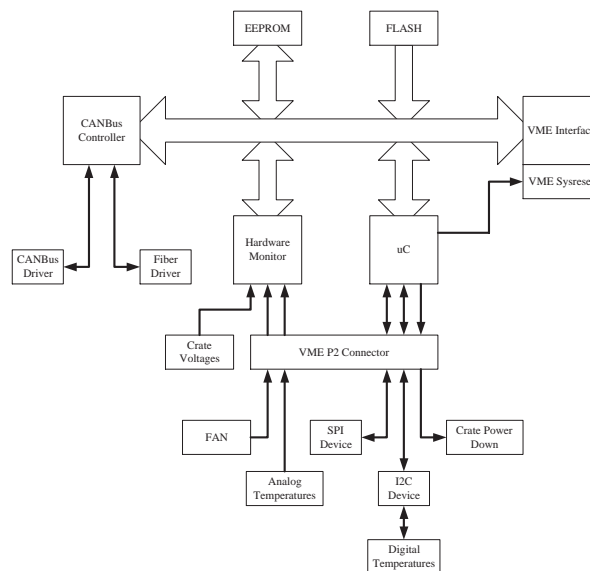 EEPROM
FLASH
CANBus
Controller
VME Interfac
VME Sysrese
Hardware
Monitor
uC
CANBus
Driver
Fiber
Driver
Crate
Voltages
VME P2 Connector
FAN
SPI
Device
Crate Power
Down
Analog
Temperatures
I2C
Device
Digital
Temperatures